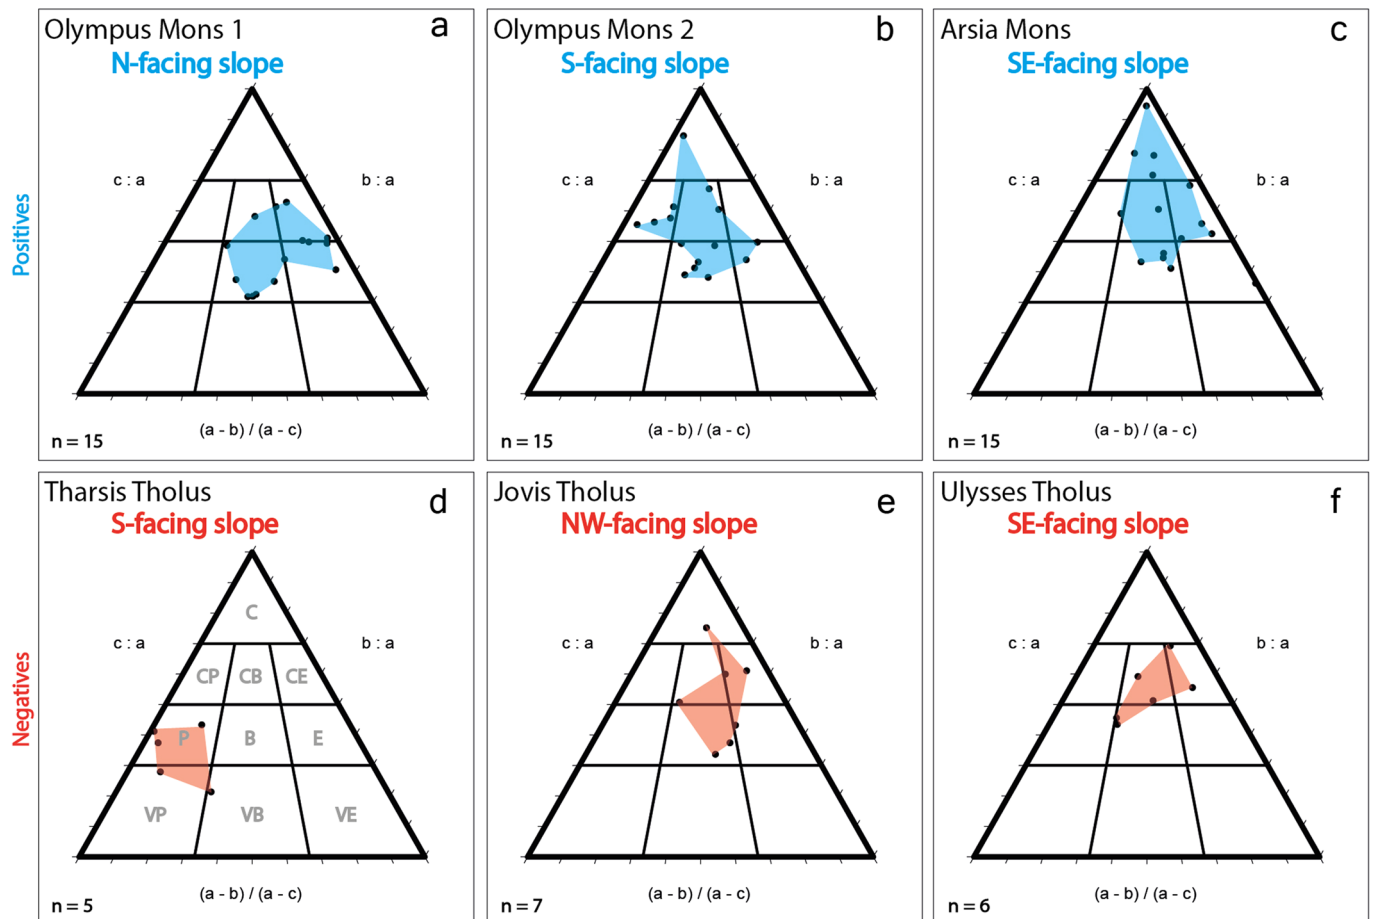 Positives
Olympus Mons 1
a
N-facing slope
c : a
b : a
(a - b) / (a - c)
n = 15
Olympus Mons 2
b
S-facing slope
c : a
b : a
(a - b) / (a - c)
n = 15
Arsia Mons
c
SE-facing slope
c : a
b : a
(a - b) / (a - c)
n = 15
Negatives
Tharsis Tholus
d
S-facing slope
C
c : a
b : a
CP CB CE
P B E
VP VB VE
(a - b) / (a - c)
n = 5
Jovis Tholus
e
NW-facing slope
c : a
b : a
(a - b) / (a - c)
n = 7
Ulysses Tholus
f
SE-facing slope
c : a
b : a
(a - b) / (a - c)
n = 6